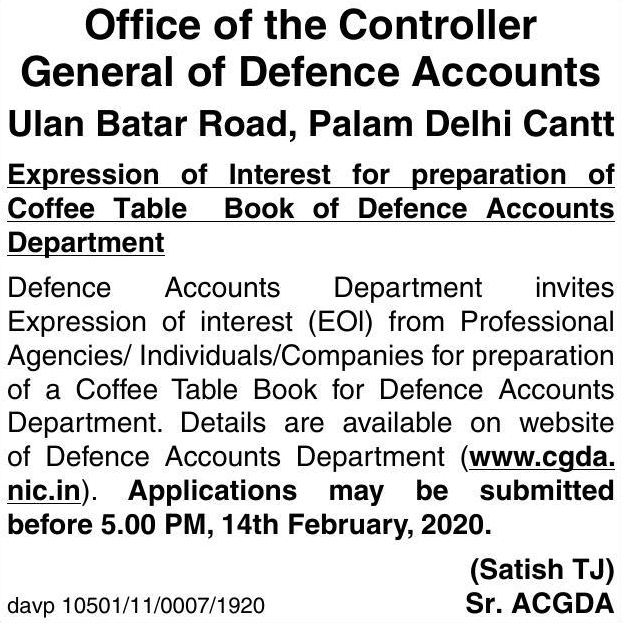 Office of the Controller
General of Defence Accounts
Ulan Batar Road, Palam Delhi Cantt
Expression of Interest for preparation of
Coffee Table Book of Defence Accounts
Department
Defence Accounts Department invites
Expression of interest (EOI) from Professional
Agencies/ Individuals/Companies for preparation
of a Coffee Table Book for Defence Accounts
Department. Details are available on website
of Defence Accounts Department (www.cgda.
nic.in). Applications may be submitted
before 5.00 PM, 14th February, 2020.
(Satish TJ)
davp 10501/11/0007/1920 Sr. ACGDA